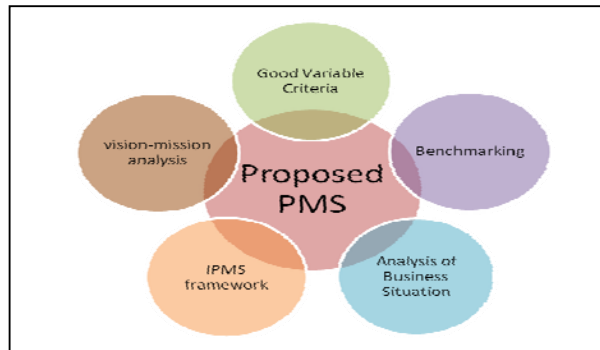 Good Variable
Criteria
vision-mission
analysis
Benchmarking
Proposed
PMS
IPMS
framework
Analysis of
Business
Situation